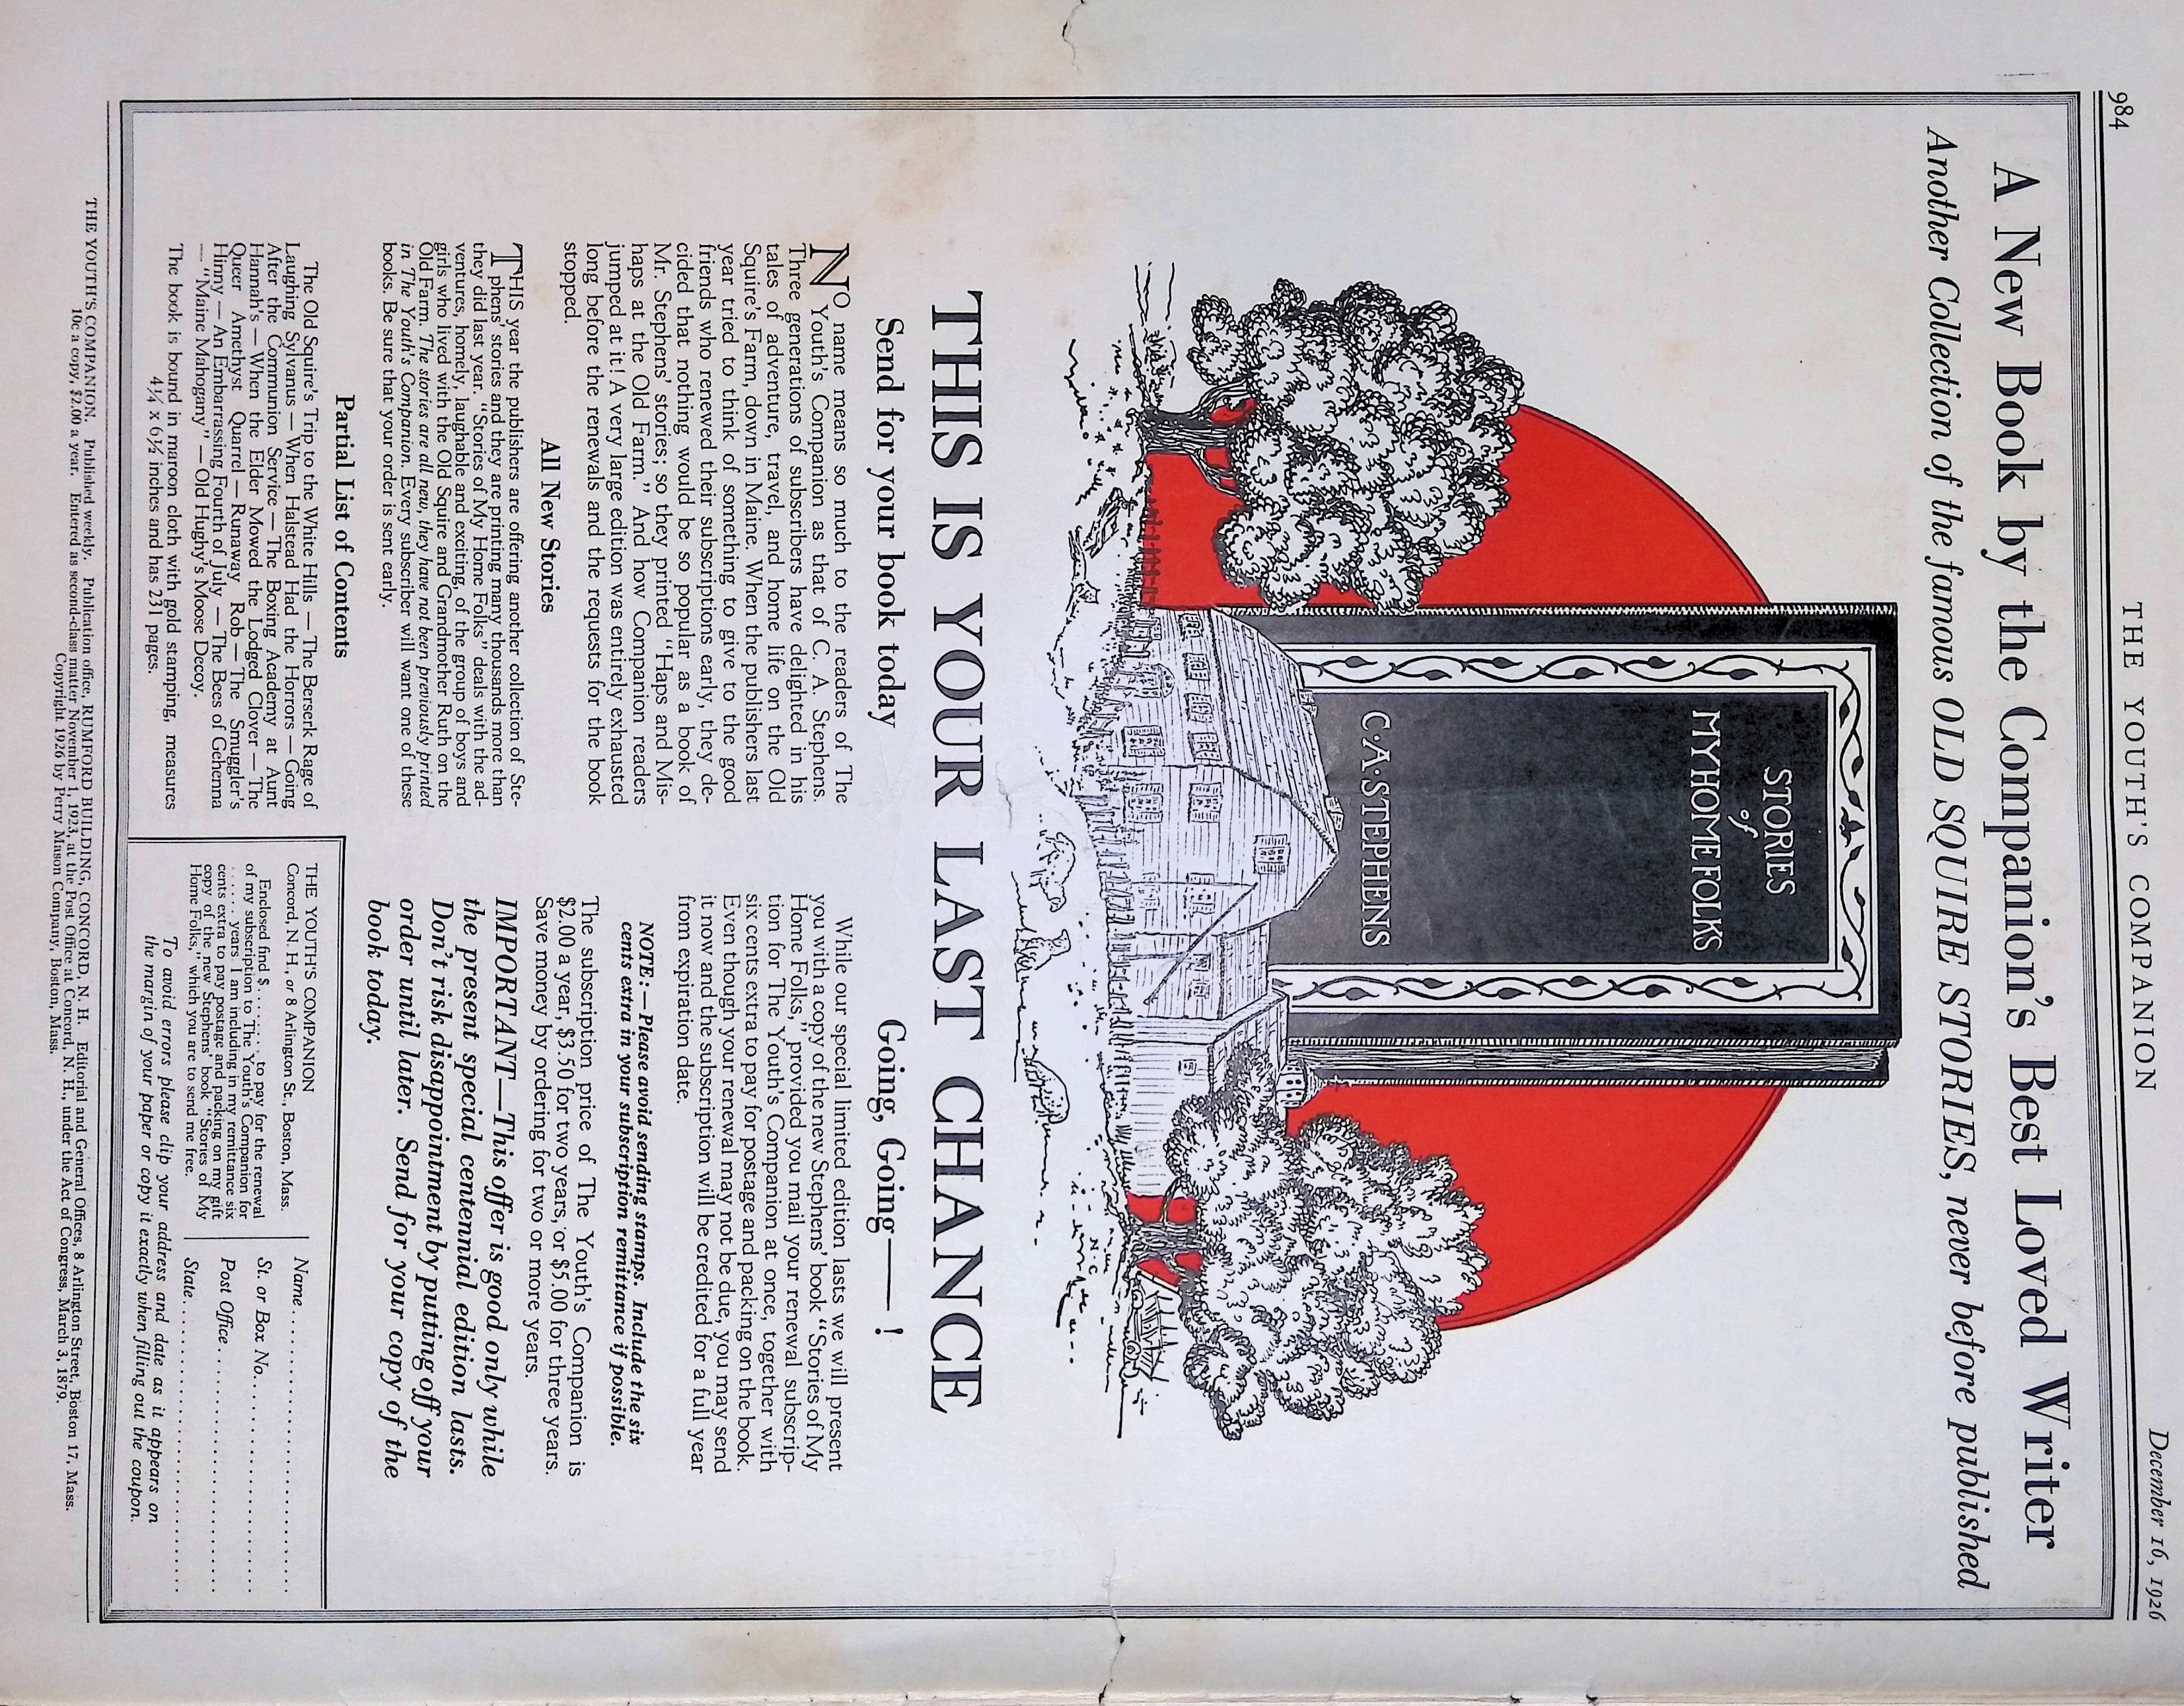 984
THE YOUTH'S COMPANION
December 16, 1926
A New Book by the Companion's Best Loved Writer
Another Collection of the famous OLD SQUIRE STORIES, never before published
STORIES
of
MY HOME FOLKS
C·A·STEPHENS
N.C.
THIS IS YOUR LAST CHANCE
Send for your book today
NO name means so much to the readers of The
Youth's Companion as that of C. A. Stephens.
Three generations of subscribers have delighted in his
tales of adventure, travel, and home life on the Old
Squire's Farm, down in Maine. When the publishers last
year tried to think of something to give to the good
friends who renewed their subscriptions early, they de-
cided that nothing would be so popular as a book of
Mr. Stephens' stories; so they printed "Haps and Mis-
haps at the Old Farm." And how Companion readers
jumped at it! A very large edition was entirely exhausted
long before the renewals and the requests for the book
stopped.
All New Stories
THIS year the publishers are offering another collection of Ste-
phens' stories and they are printing many thousands more than
they did last year. "Stories of My Home Folks" deals with the ad-
ventures, homely, laughable and exciting, of the group of boys and
girls who lived with the Old Squire and Grandmother Ruth on the
Old Farm. The stories are all new, they have not been previously printed
in The Youth's Companion. Every subscriber will want one of these
books. Be sure that your order is sent early.
Partial List of Contents
The Old Squire's Trip to the White Hills — The Berserk Rage of
Laughing Sylvanus — When Halstead Had the Horrors — Going
After the Communion Service — The Boxing Academy at Aunt
Hannah's — When the Elder Mowed the Lodged Clover — The
Queer Amethyst Quarrel — Runaway Rob — The Smuggler's
Hinny — An Embarrassing Fourth of July — The Bees of Gehenna
— "Maine Mahogany" — Old Hughy's Moose Decoy.
The book is bound in maroon cloth with gold stamping, measures
4¼ x 6½ inches and has 231 pages.
Going, Going—— !
While our special limited edition lasts we will present
you with a copy of the new Stephens' book "Stories of My
Home Folks," provided you mail your renewal subscrip-
tion for The Youth's Companion at once, together with
six cents extra to pay for postage and packing on the book.
Even though your renewal may not be due, you may send
it now and the subscription will be credited for a full year
from expiration date.
NOTE:—Please avoid sending stamps. Include the six
cents extra in your subscription remittance if possible.
The subscription price of The Youth's Companion is
$2.00 a year, $3.50 for two years, or $5.00 for three years.
Save money by ordering for two or more years.
IMPORTANT—This offer is good only while
the present special centennial edition lasts.
Don't risk disappointment by putting off your
order until later. Send for your copy of the
book today.
THE YOUTH'S COMPANION
Concord, N. H., or 8 Arlington St., Boston, Mass.
Enclosed find $........, to pay for the renewal
of my subscription to The Youth's Companion for
..... years. I am including in my remittance six
cents extra to pay postage and packing on my gift
copy of the new Stephens' book "Stories of My
Home Folks," which you are to send me free.
Name ..............................
St. or Box No. ..............................
Post Office ..............................
State ..............................
To avoid errors please clip your address and date as it appears on
the margin of your paper or copy it exactly when filling out the coupon.
THE YOUTH'S COMPANION. Published weekly. Publication office, RUMFORD BUILDING, CONCORD, N. H. Editorial and General Offices, 8 Arlington Street, Boston 17, Mass.
10c a copy, $2.00 a year. Entered as second-class matter November 1, 1923, at the Post Office at Concord, N. H., under the Act of Congress, March 3, 1879.
Copyright 1926 by Perry Mason Company, Boston, Mass.